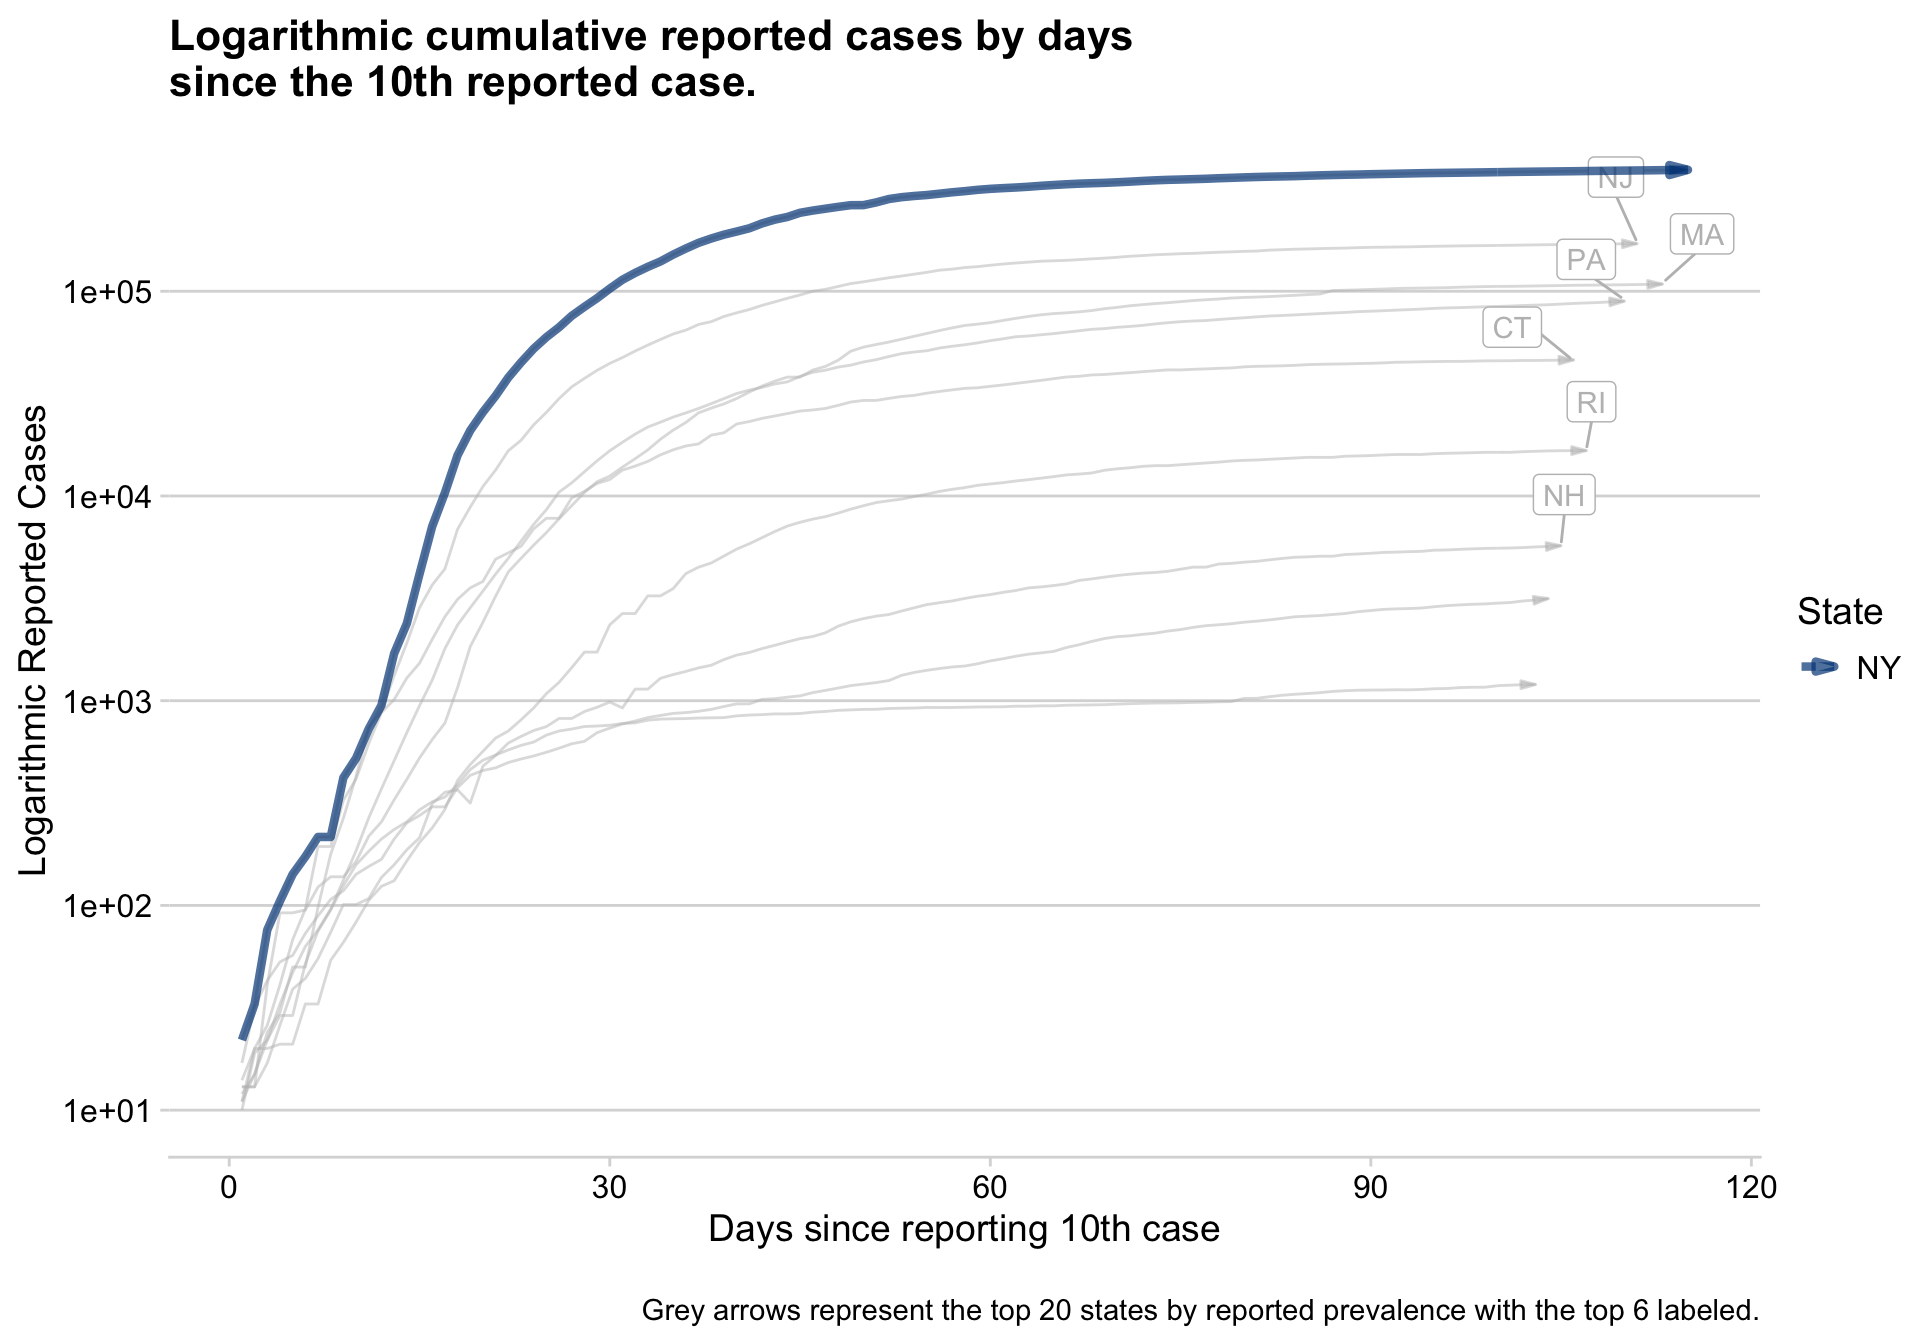 Logarithmic cumulative reported cases by days
since the 10th reported case.
NJ
MA
PA
CT
RI
NH
1e+05
1e+04
1e+03
1e+02
1e+01
Logarithmic Reported Cases
State
NY
0 30 60 90 120
Days since reporting 10th case
Grey arrows represent the top 20 states by reported prevalence with the top 6 labeled.